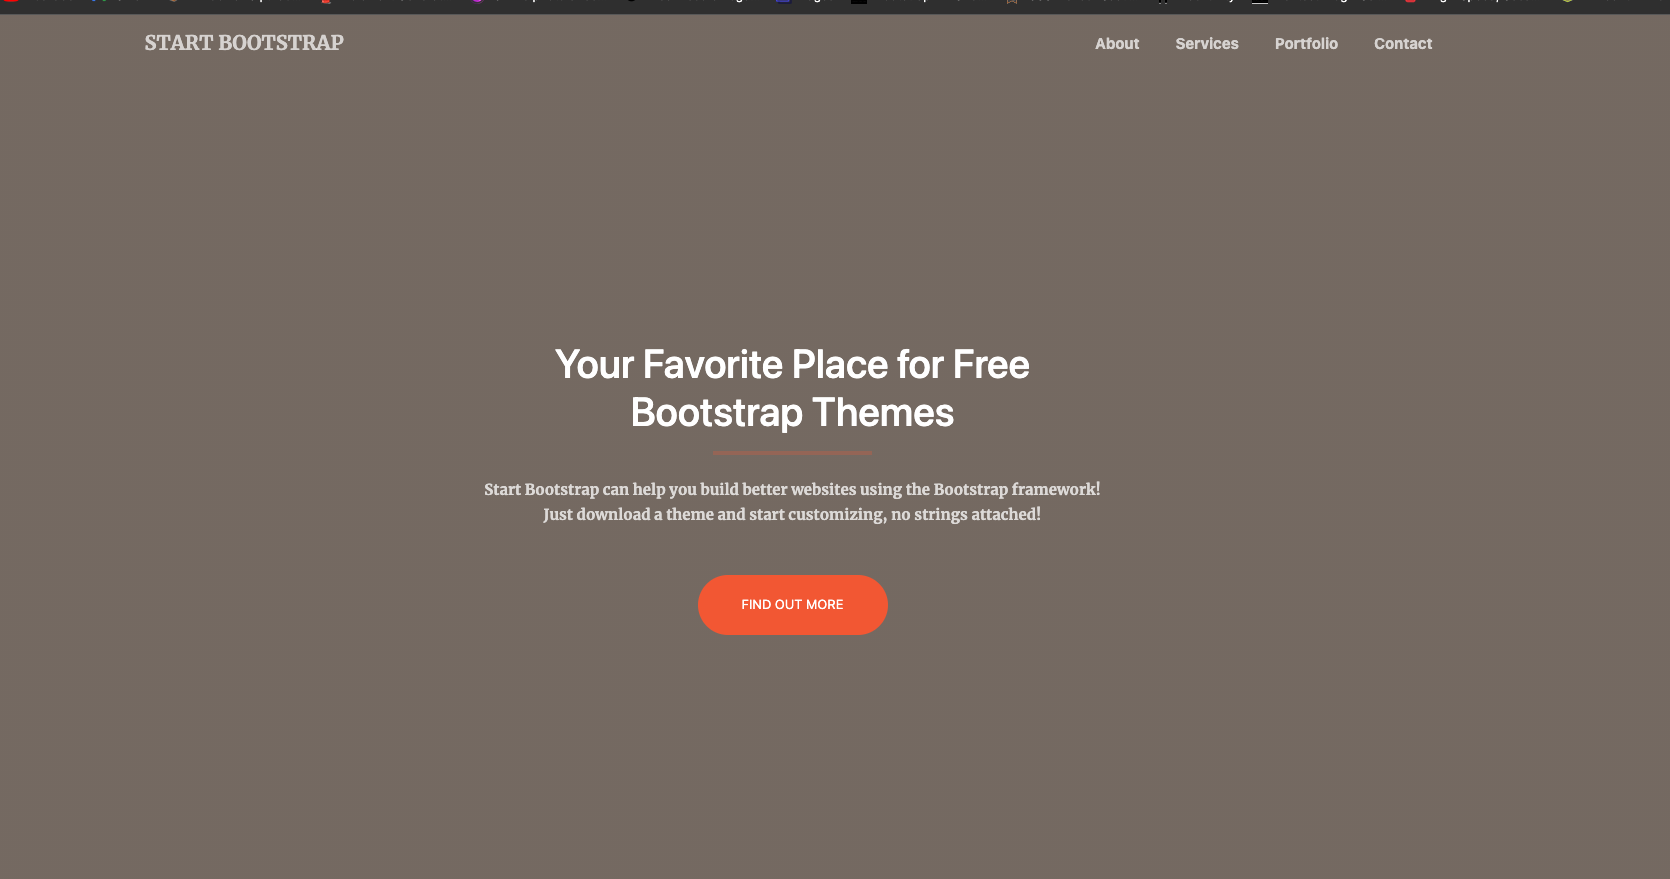 START BOOTSTRAP
About Services Portfolio Contact
Your Favorite Place for Free
Bootstrap Themes
Start Bootstrap can help you build better websites using the Bootstrap framework!
Just download a theme and start customizing, no strings attached!
FIND OUT MORE